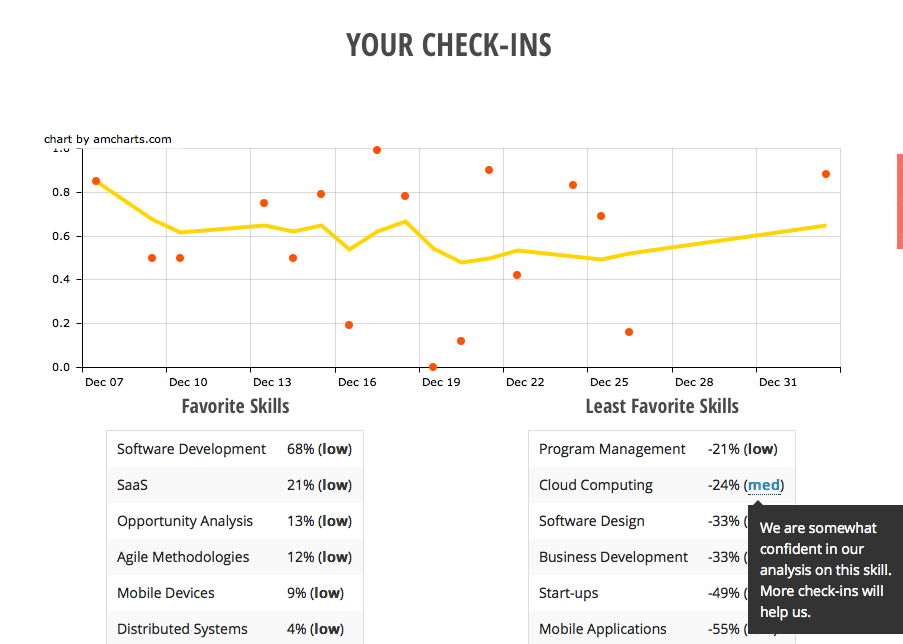 YOUR CHECK-INS
chart by amcharts.com
1.0
0.8
0.6
0.4
0.2
0.0
Dec 07 Dec 10 Dec 13 Dec 16 Dec 19 Dec 22 Dec 25 Dec 28 Dec 31
Favorite Skills Least Favorite Skills
Software Development 68% (low) Program Management -21% (low)
SaaS 21% (low) Cloud Computing -24% (med)
Opportunity Analysis 13% (low) Software Design -33% (
Agile Methodologies 12% (low) Business Development -33% (
Mobile Devices 9% (low) Start-ups -49% (
Distributed Systems 4% (low) Mobile Applications -55% (
We are somewhat
confident in our
analysis on this skill.
More check-ins will
help us.